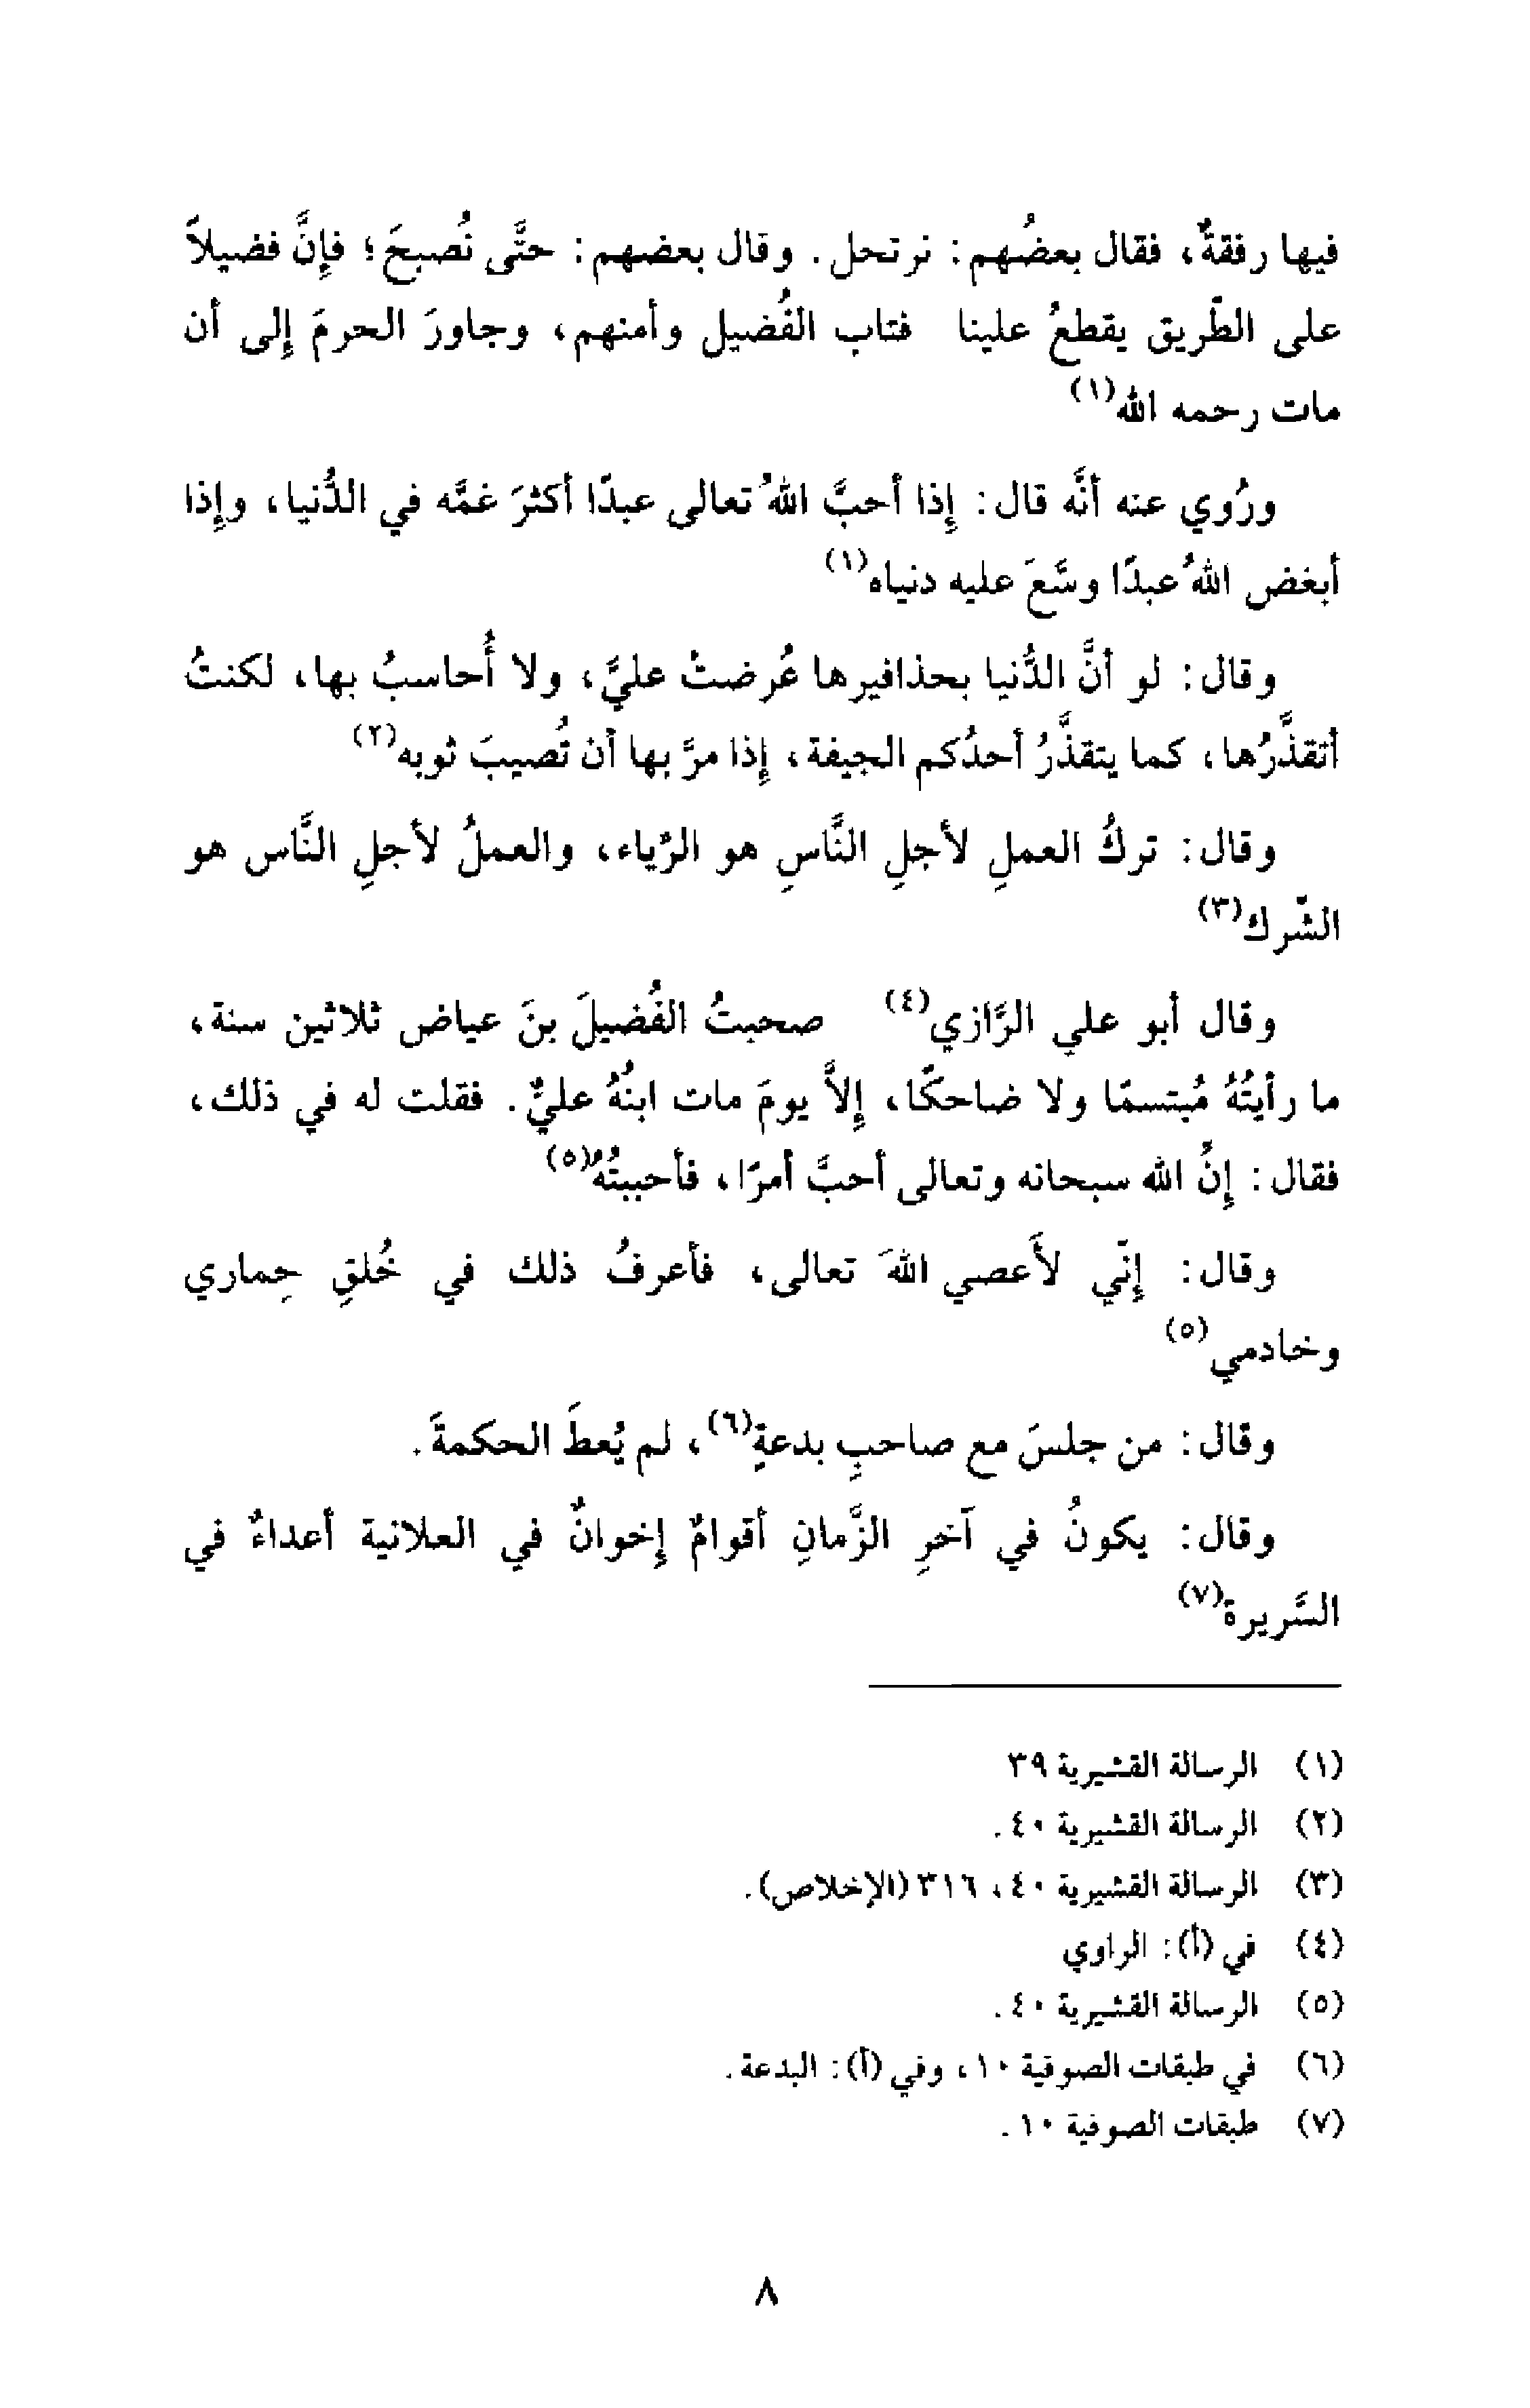 فيها رفقةٌ، فقال بعضُهم: نرتحل. وقال بعضهم: حتَّى نُصبحَ؛ فإنَّ فضيلاً
على الطَّريق يقطعُ علينا فتاب الفُضيل وأمنهم، وجاورَ الحرمَ إلى أن
مات رحمه الله(١)
ورُوي عنه أنَّه قال: إذا أحبَّ اللهُ تعالى عبدًا أكثرَ غمَّه في الدُّنيا، وإذا
أبغض اللهُ عبدًا وسَّعَ عليه دنياه(١)
وقال: لو أنَّ الدُّنيا بحذافيرها عُرضتْ عليَّ، ولا أُحاسبُ بها، لكنتُ
أتقذَّرُها، كما يتقذَّرُ أحدُكم الجيفة، إذا مرَّ بها أن تُصيبَ ثوبه(٢)
وقال: تركُ العملِ لأجلِ النَّاسِ هو الرِّياء، والعملُ لأجلِ النَّاس هو
الشِّرك(٣)
وقال أبو علي الرَّازي(٤) صحبتُ الفُضيلَ بنَ عياض ثلاثين سنة،
ما رأيتُهُ مُبتسمًا ولا ضاحكًا، إلاَّ يومَ مات ابنُهُ عليٌّ. فقلت له في ذلك،
فقال: إنَّ الله سبحانه وتعالى أحبَّ أمرًا، فأحببتُهُ(٥)
وقال: إنِّي لأَعصي اللهَ تعالى، فأعرفُ ذلك في خُلقِ حِماري
وخادمي(٥)
وقال: من جلسَ مع صاحبِ بدعةٍ(٦)، لم يُعطَ الحكمةَ.
وقال: يكونُ في آخرِ الزَّمانِ أقوامٌ إخوانٌ في العلانية أعداءٌ في
السَّريرة(٧)
(١) الرسالة القشيرية ٣٩
(٢) الرسالة القشيرية ٤٠.
(٣) الرسالة القشيرية ٤٠، ٣١٦ (الإخلاص).
(٤) في (أ): الراوي
(٥) الرسالة القشيرية ٤٠.
(٦) في طبقات الصوفية ١٠، وفي (أ): البدعة.
(٧) طبقات الصوفية ١٠.
٨